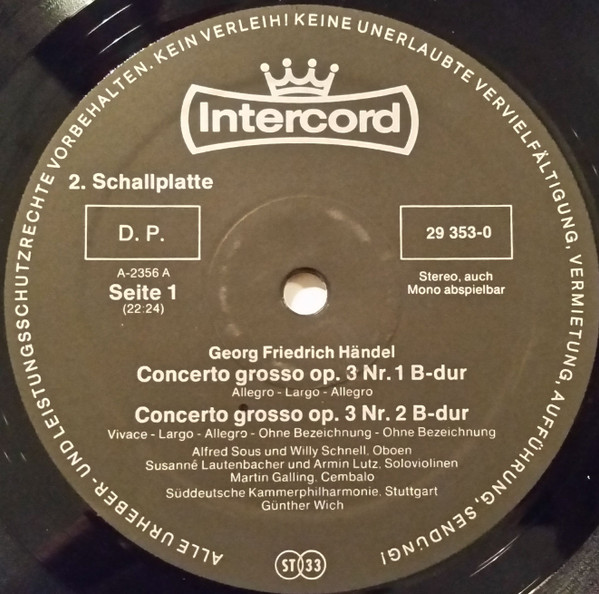 ALLE URHEBER- UND LEISTUNGSSCHUTZRECHTE VORBEHALTEN. KEIN VERLEIH! KEINE UNERLAUBTE VERVIELFÄLTIGUNG, VERMIETUNG, AUFFÜHRUNG, SENDUNG!
Intercord
2. Schallplatte
D. P.
29 353-0
A-2356 A
Seite 1
(22:24)
Stereo, auch
Mono abspielbar
Georg Friedrich Händel
Concerto grosso op. 3 Nr. 1 B-dur
Allegro - Largo - Allegro
Concerto grosso op. 3 Nr. 2 B-dur
Vivace - Largo - Allegro - Ohne Bezeichnung - Ohne Bezeichnung
Alfred Sous und Willy Schnell, Oboen
Susanne Lautenbacher und Armin Lutz, Soloviolinen
Martin Galling, Cembalo
Süddeutsche Kammerphilharmonie, Stuttgart
Günther Wich
ST 33